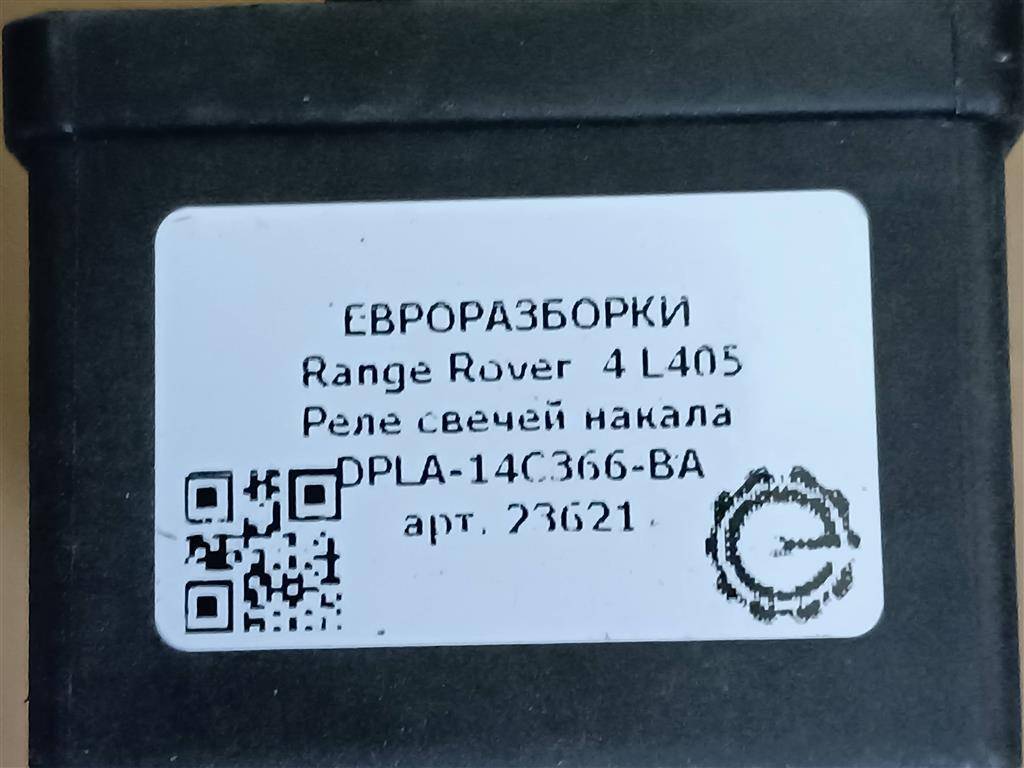 ЕВРОРАЗБОРКИ
Range Rover 4 L405
Реле свечей накала
DPLA-14C366-BA
арт. 23621